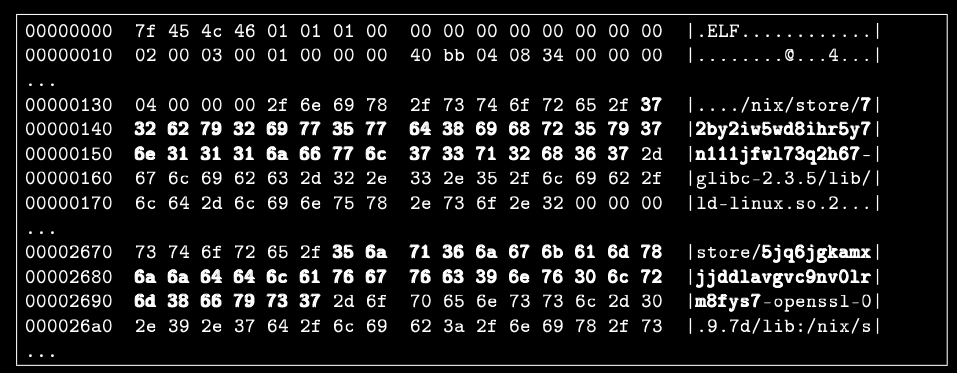 00000000  7f 45 4c 46 01 01 01 00  00 00 00 00 00 00 00 00  |.ELF............|
00000010  02 00 03 00 01 00 00 00  40 bb 04 08 34 00 00 00  |........@...4...|
...
00000130  04 00 00 00 2f 6e 69 78  2f 73 74 6f 72 65 2f 37  |..../nix/store/7|
00000140  32 62 79 32 69 77 35 77  64 38 69 68 72 35 79 37  |2by2iw5wd8ihr5y7|
00000150  6e 31 31 31 6a 66 77 6c  37 33 71 32 68 36 37 2d  |n111jfwl73q2h67-|
00000160  67 6c 69 62 63 2d 32 2e  33 2e 35 2f 6c 69 62 2f  |glibc-2.3.5/lib/|
00000170  6c 64 2d 6c 69 6e 75 78  2e 73 6f 2e 32 00 00 00  |ld-linux.so.2...|
...
00002670  73 74 6f 72 65 2f 35 6a  71 36 6a 67 6b 61 6d 78  |store/5jq6jgkamx|
00002680  6a 6a 64 64 6c 61 76 67  76 63 39 6e 76 30 6c 72  |jjddlavgvc9nv0lr|
00002690  6d 38 66 79 73 37 2d 6f  70 65 6e 73 73 6c 2d 30  |m8fys7-openssl-0|
000026a0  2e 39 2e 37 64 2f 6c 69  62 3a 2f 6e 69 78 2f 73  |.9.7d/lib:/nix/s|
...